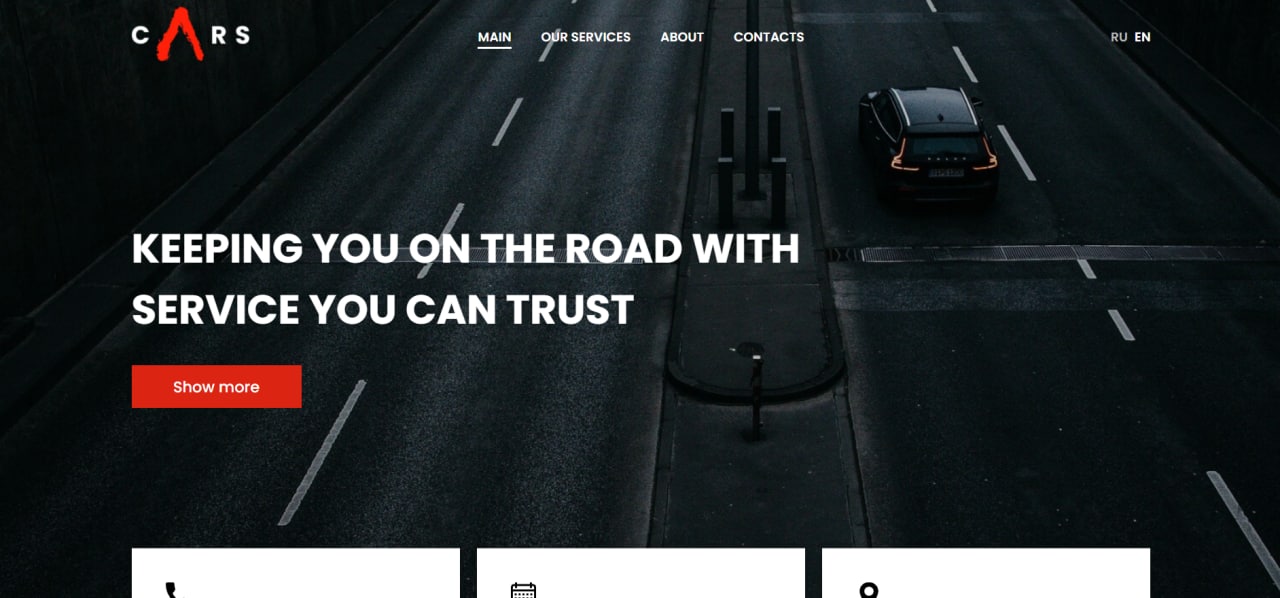 CARS
MAIN OUR SERVICES ABOUT CONTACTS
RU EN
KEEPING YOU ON THE ROAD WITH
SERVICE YOU CAN TRUST
Show more